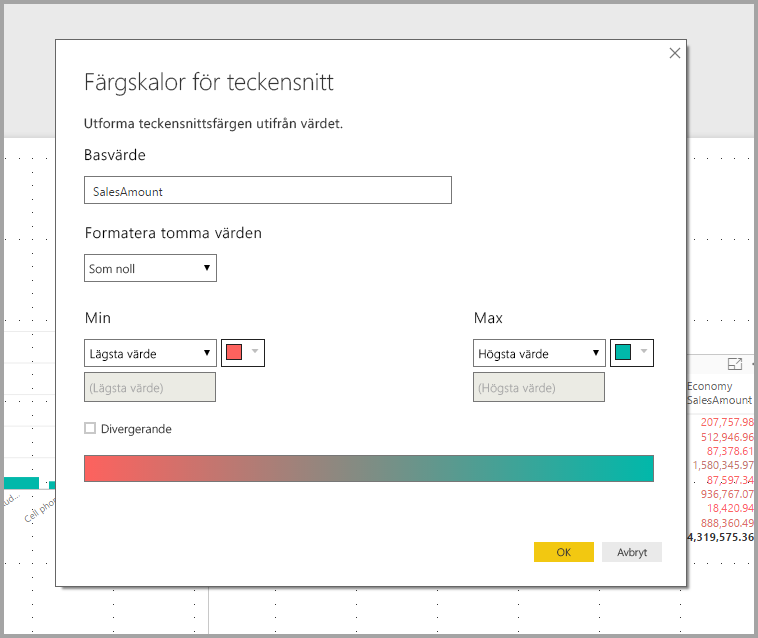 Färgskalor för teckensnitt
Utforma teckensnittsfärgen utifrån värdet.
Basvärde
SalesAmount
Formatera tomma värden
Som noll
Min
Max
Lägsta värde
Högsta värde
(Lägsta värde)
(Högsta värde)
Divergerande
OK
Avbryt
Economy
SalesAmount
207,757.98
512,946.96
87,378.61
1,580,345.97
87,597.34
936,767.07
18,420.94
888,360.49
4,319,575.36
Cell pho